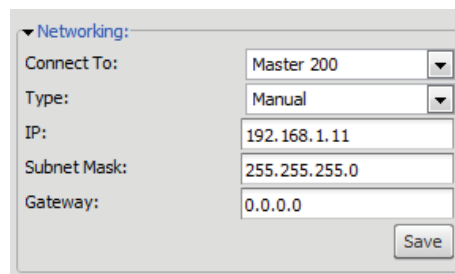 Networking:
Connect To: Master 200
Type: Manual
IP: 192.168.1.11
Subnet Mask: 255.255.255.0
Gateway: 0.0.0.0
Save